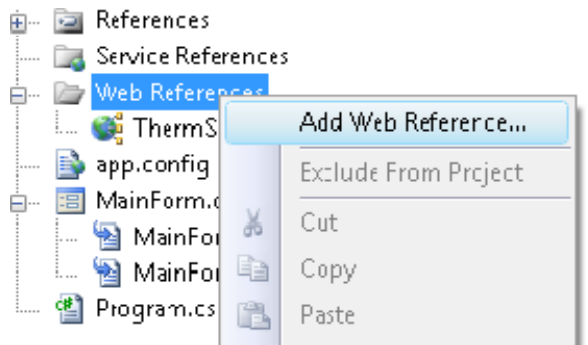 References
Service References
Web References
ThermS
Add Web Reference...
app.config
Exclude From Project
MainForm.c
Cut
MainFor
Copy
MainFor
Program.cs
Paste